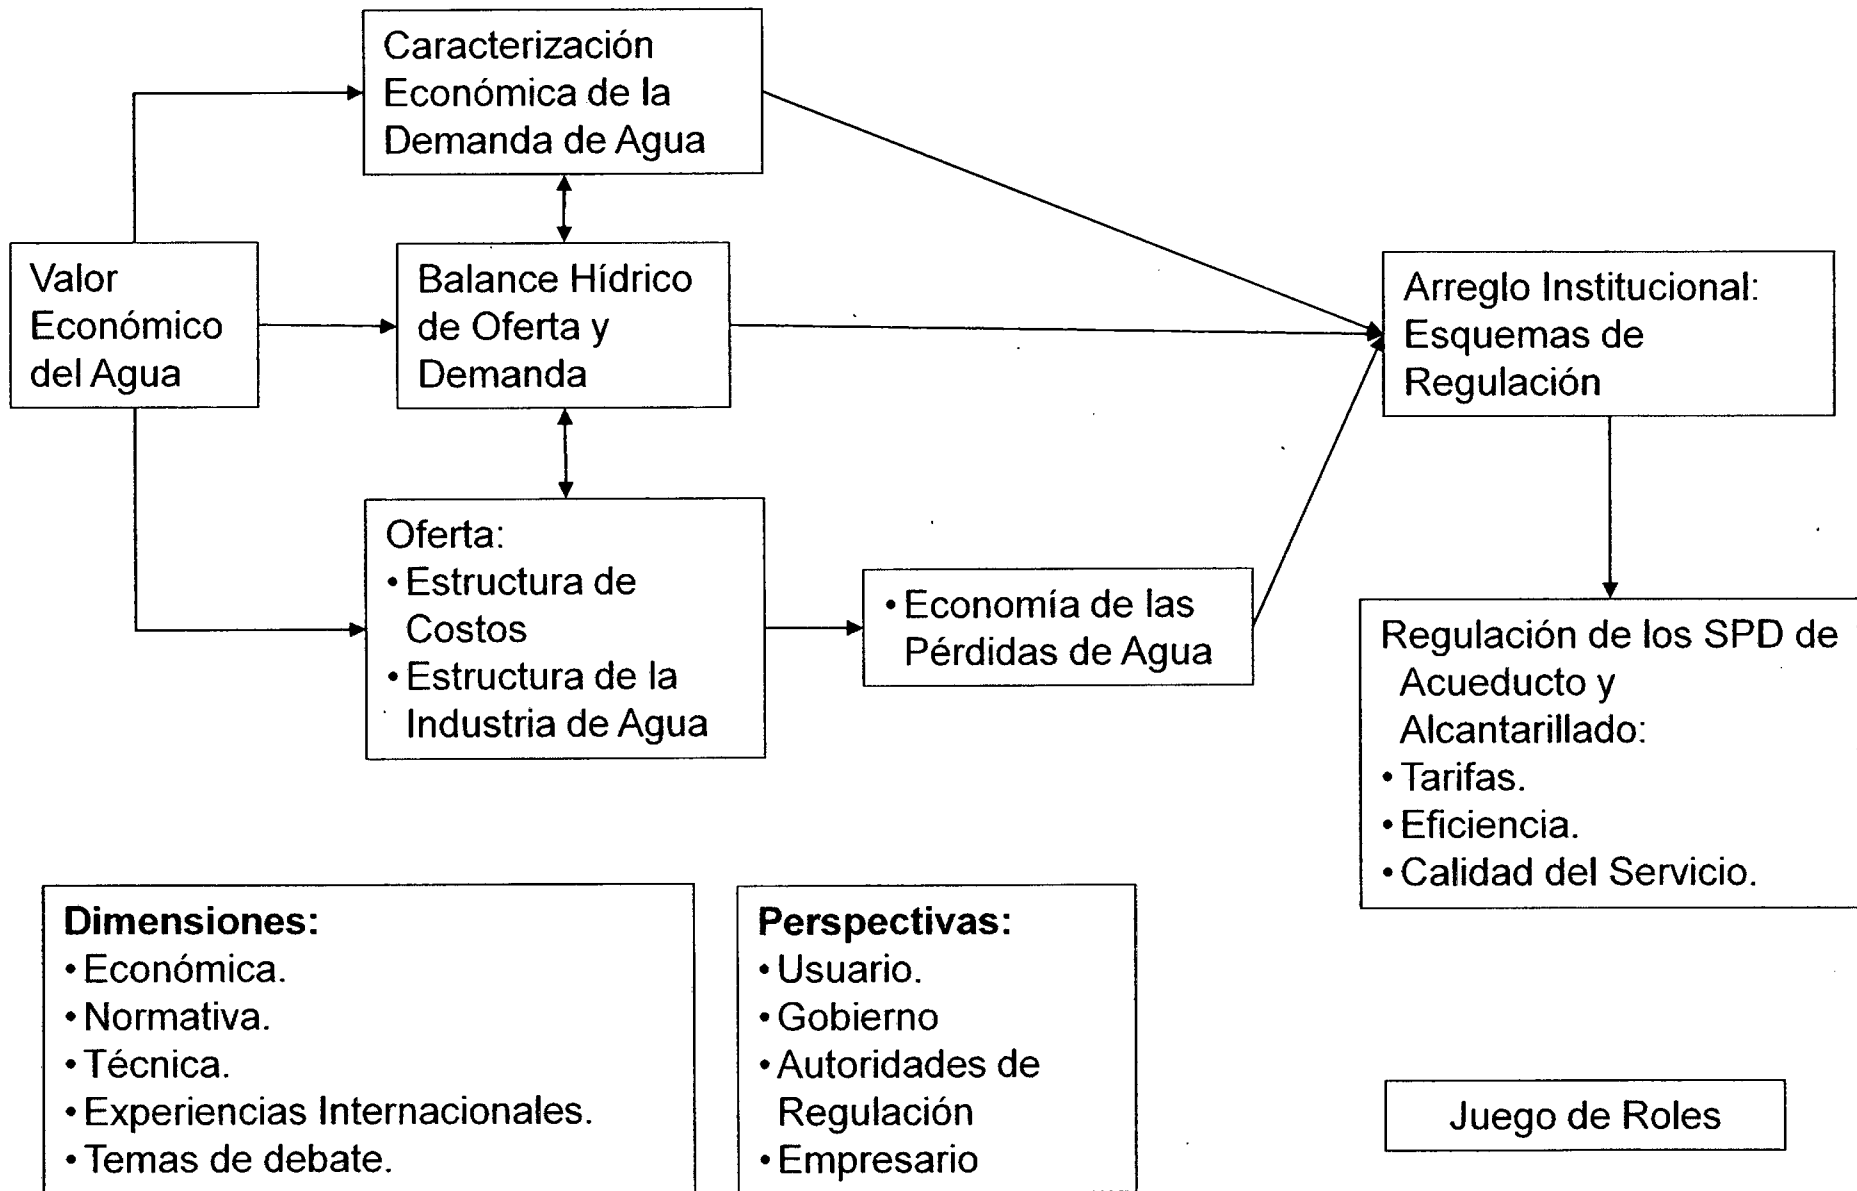 Caracterización
Económica de la
Demanda de Agua
Valor
Económico
del Agua
Balance Hídrico
de Oferta y
Demanda
Arreglo Institucional:
Esquemas de
Regulación
Oferta:
• Estructura de
Costos
• Estructura de la
Industria de Agua
• Economía de las
Pérdidas de Agua
Regulación de los SPD de
Acueducto y
Alcantarillado:
• Tarifas.
• Eficiencia.
• Calidad del Servicio.
Dimensiones:
• Económica.
• Normativa.
• Técnica.
• Experiencias Internacionales.
• Temas de debate.
Perspectivas:
• Usuario.
• Gobierno
• Autoridades de
Regulación
• Empresario
Juego de Roles